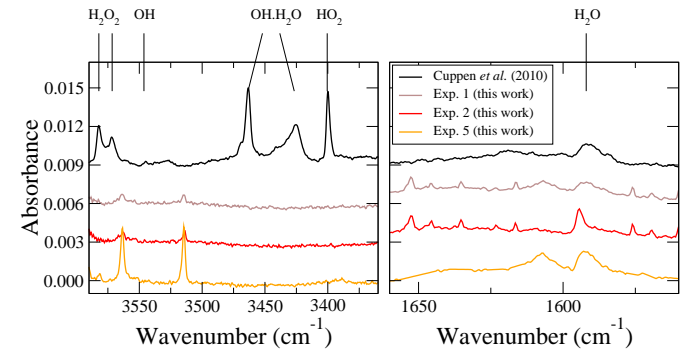 H2O2 OH OH.H2O HO2 H2O
Cuppen et al. (2010)
Exp. 1 (this work)
Exp. 2 (this work)
Exp. 5 (this work)
Absorbance
0.015
0.012
0.009
0.006
0.003
0.000
3550 3500 3450 3400 1650 1600
Wavenumber (cm-1) Wavenumber (cm-1)